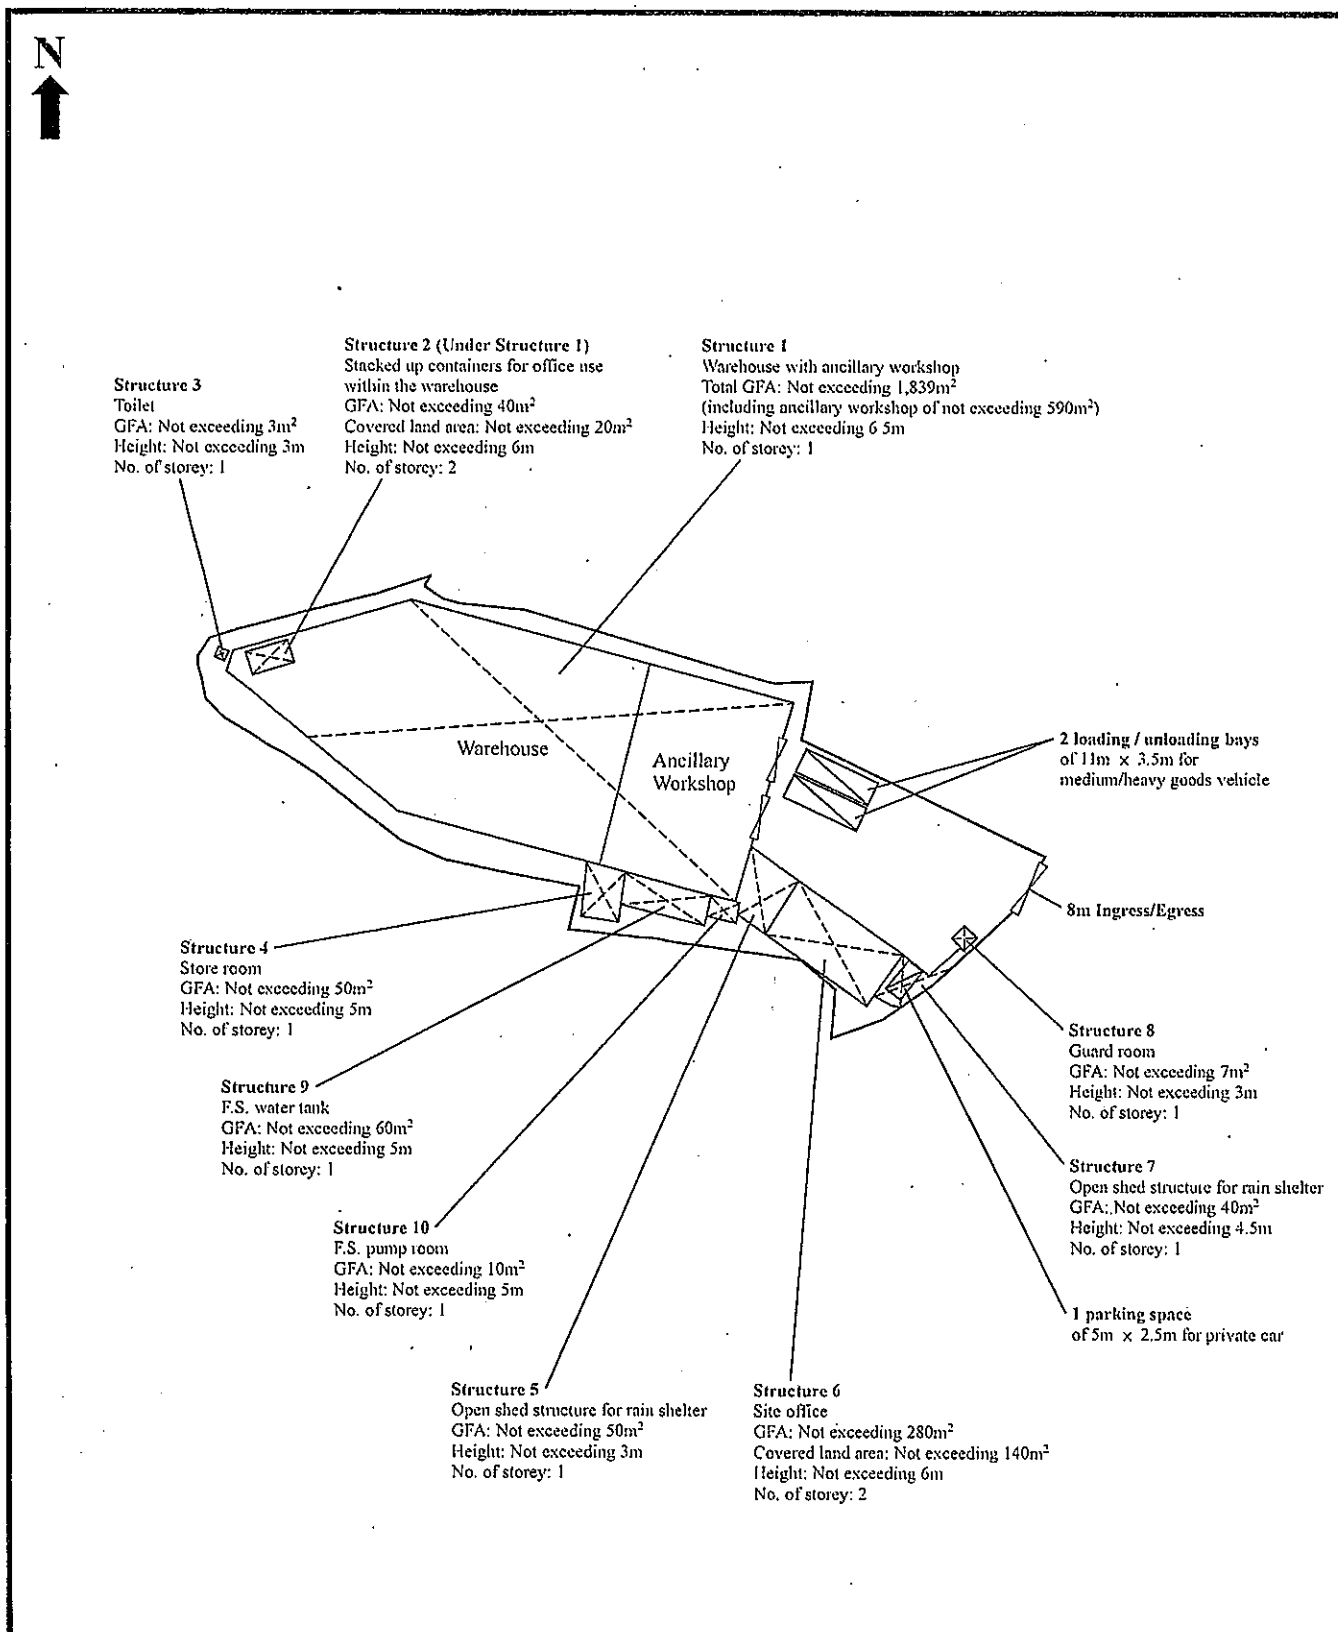 N
Structure 3
Toilet
GFA: Not exceeding 3m²
Height: Not exceeding 3m
No. of storey: 1
Structure 2 (Under Structure 1)
Stacked up containers for office use
within the warehouse
GFA: Not exceeding 40m²
Covered land area: Not exceeding 20m²
Height: Not exceeding 6m
No. of storey: 2
Structure 1
Warehouse with ancillary workshop
Total GFA: Not exceeding 1,839m²
(including ancillary workshop of not exceeding 590m²)
Height: Not exceeding 6 5m
No. of storey: 1
Warehouse
Ancillary
Workshop
2 loading / unloading bays
of 11m × 3.5m for
medium/heavy goods vehicle
8m Ingress/Egress
Structure 4
Store room
GFA: Not exceeding 50m²
Height: Not exceeding 5m
No. of storey: 1
Structure 9
F.S. water tank
GFA: Not exceeding 60m²
Height: Not exceeding 5m
No. of storey: 1
Structure 10
F.S. pump room
GFA: Not exceeding 10m²
Height: Not exceeding 5m
No. of storey: 1
Structure 5
Open shed structure for rain shelter
GFA: Not exceeding 50m²
Height: Not exceeding 3m
No. of storey: 1
Structure 6
Site office
GFA: Not exceeding 280m²
Covered land area: Not exceeding 140m²
Height: Not exceeding 6m
No. of storey: 2
Structure 8
Guard room
GFA: Not exceeding 7m²
Height: Not exceeding 3m
No. of storey: 1
Structure 7
Open shed structure for rain shelter
GFA: Not exceeding 40m²
Height: Not exceeding 4.5m
No. of storey: 1
1 parking space
of 5m × 2.5m for private car